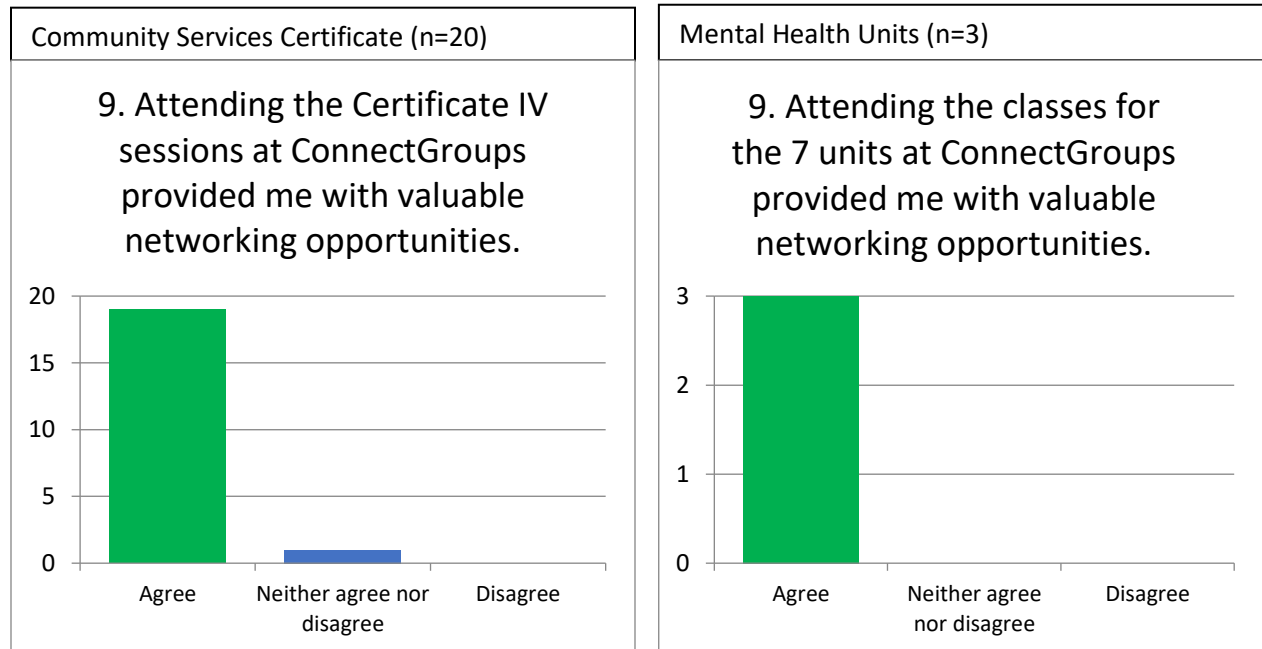 Community Services Certificate (n=20)
9. Attending the Certificate IV
sessions at ConnectGroups
provided me with valuable
networking opportunities.
20
15
10
5
0
Agree
Neither agree nor
disagree
Disagree
Mental Health Units (n=3)
9. Attending the classes for
the 7 units at ConnectGroups
provided me with valuable
networking opportunities.
3
2
1
0
Agree
Neither agree
nor disagree
Disagree